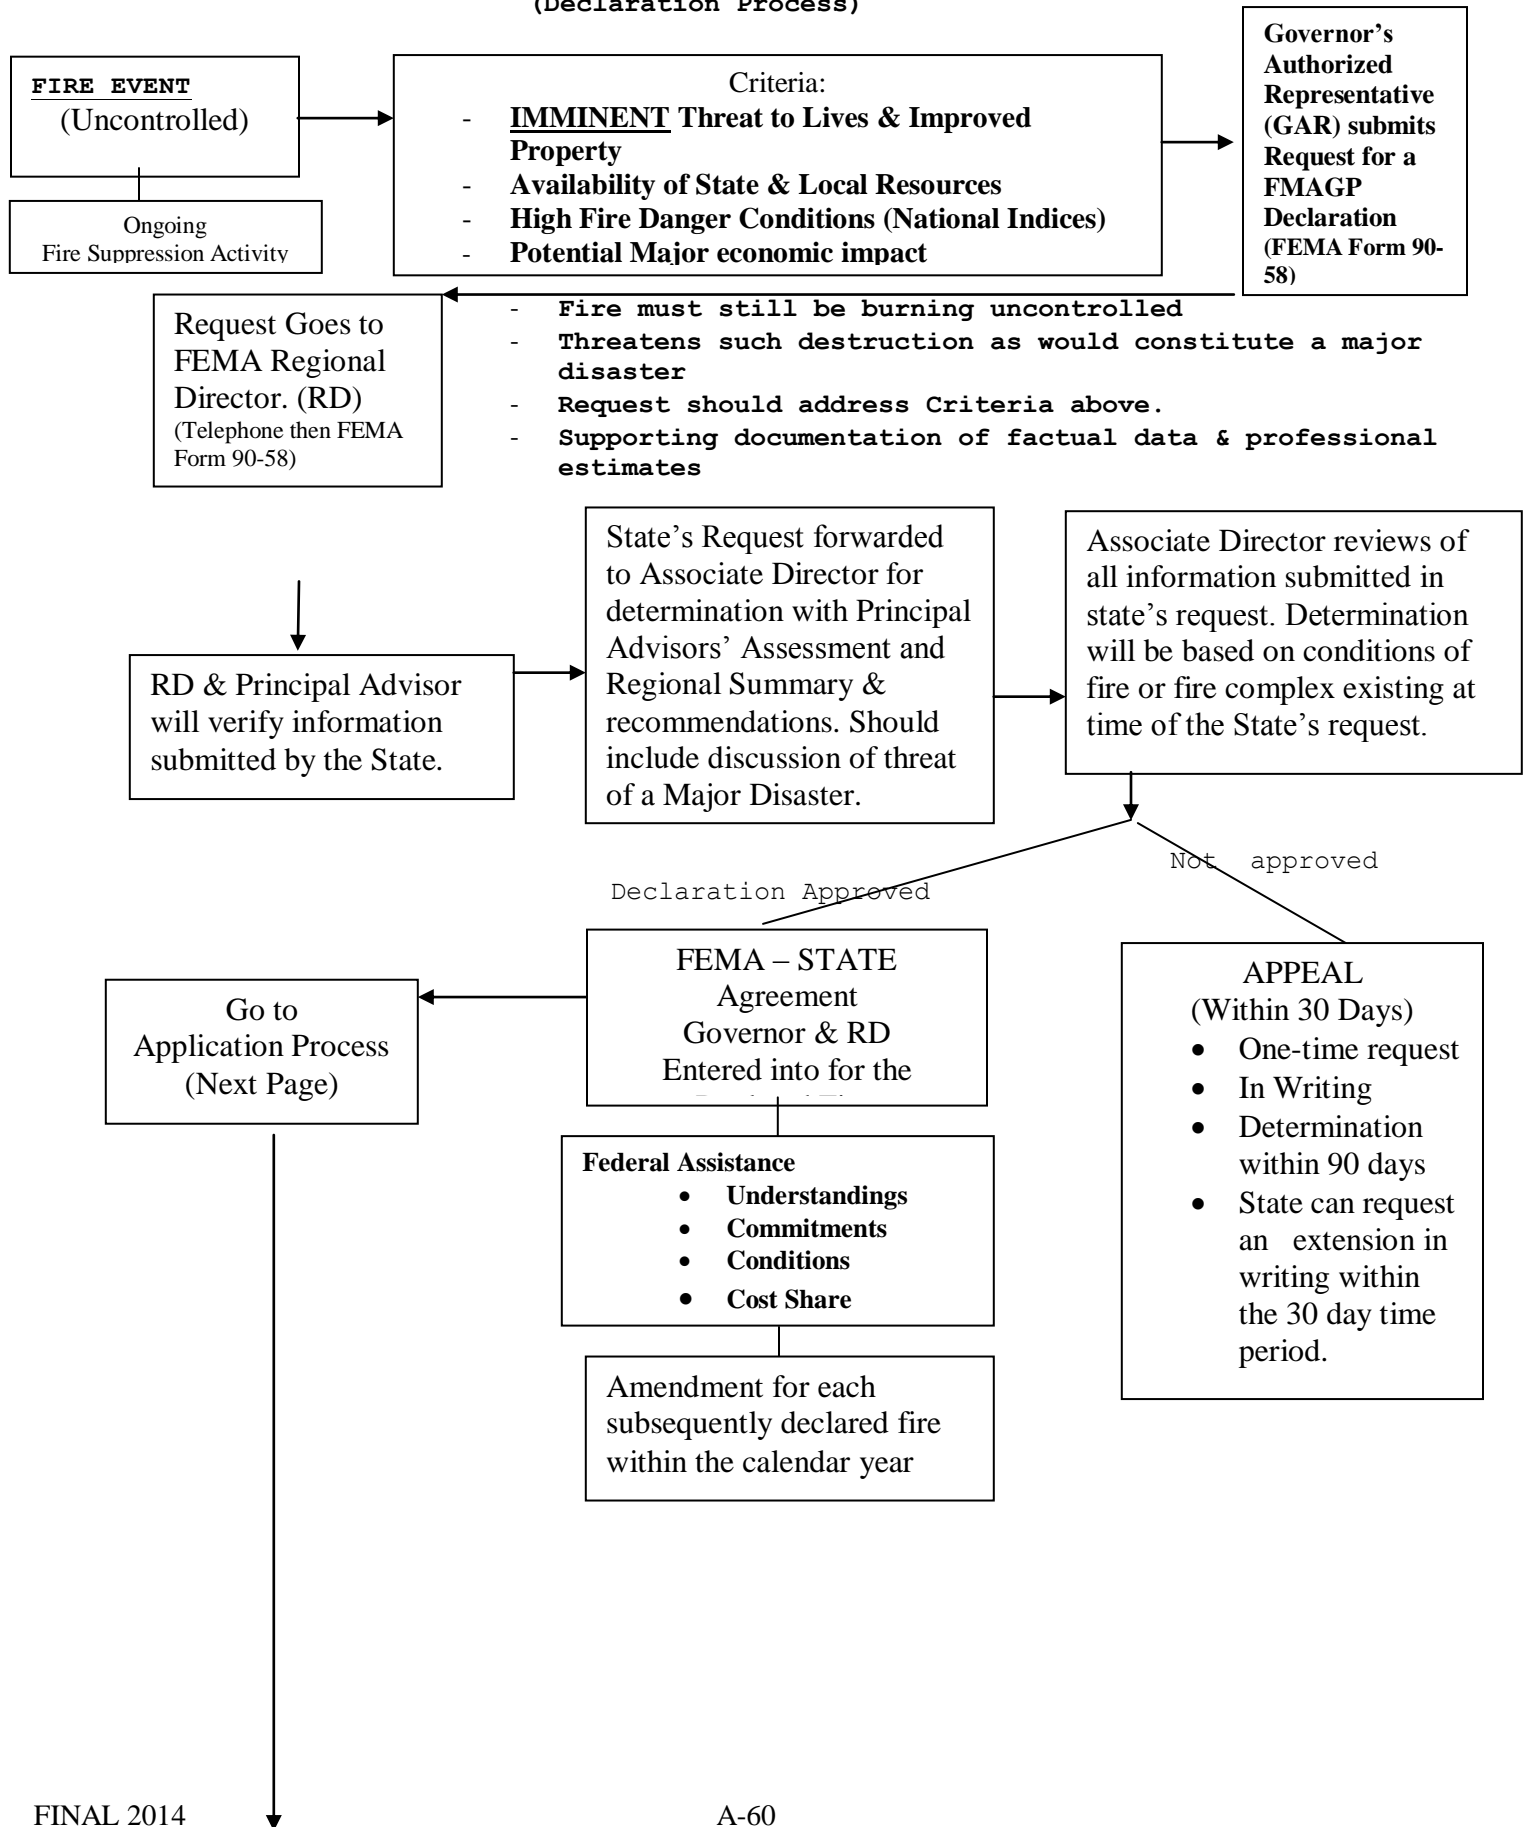 (Declaration Process)
FIRE EVENT
(Uncontrolled)
Ongoing
Fire Suppression Activity
Criteria:
- IMMINENT Threat to Lives & Improved
Property
- Availability of State & Local Resources
- High Fire Danger Conditions (National Indices)
- Potential Major economic impact
Governor’s
Authorized
Representative
(GAR) submits
Request for a
FMAGP
Declaration
(FEMA Form 90-
58)
Request Goes to
FEMA Regional
Director. (RD)
(Telephone then FEMA
Form 90-58)
- Fire must still be burning uncontrolled
- Threatens such destruction as would constitute a major
disaster
- Request should address Criteria above.
- Supporting documentation of factual data & professional
estimates
RD & Principal Advisor
will verify information
submitted by the State.
State’s Request forwarded
to Associate Director for
determination with Principal
Advisors’ Assessment and
Regional Summary &
recommendations. Should
include discussion of threat
of a Major Disaster.
Associate Director reviews of
all information submitted in
state’s request. Determination
will be based on conditions of
fire or fire complex existing at
time of the State’s request.
Declaration Approved
Not approved
FEMA – STATE
Agreement
Governor & RD
Entered into for the
Go to
Application Process
(Next Page)
Federal Assistance
• Understandings
• Commitments
• Conditions
• Cost Share
Amendment for each
subsequently declared fire
within the calendar year
APPEAL
(Within 30 Days)
• One-time request
• In Writing
• Determination
within 90 days
• State can request
an extension in
writing within
the 30 day time
period.
FINAL 2014
A-60